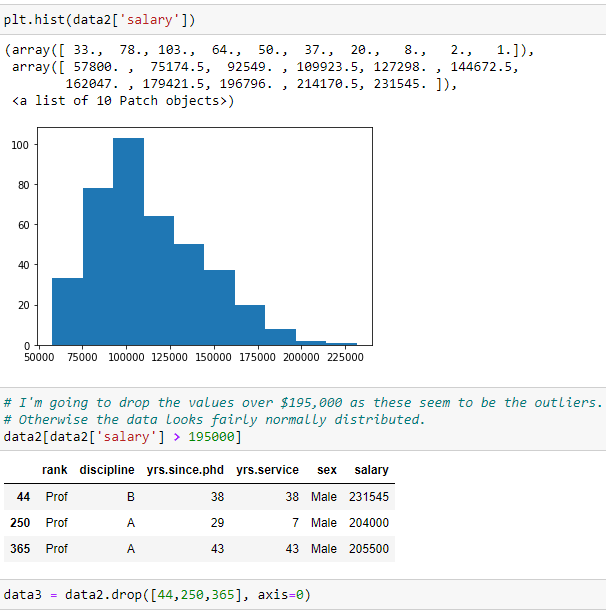 plt.hist(data2['salary'])
(array([ 33.,  78., 103.,  64.,  50.,  37.,  20.,   8.,   2.,   1.]),
 array([ 57800. ,  75174.5,  92549. , 109923.5, 127298. , 144672.5,
        162047. , 179421.5, 196796. , 214170.5, 231545. ]),
 <a list of 10 Patch objects>)
100
80
60
40
20
0
50000 75000 100000 125000 150000 175000 200000 225000
# I'm going to drop the values over $195,000 as these seem to be the outliers.
# Otherwise the data looks fairly normally distributed.
data2[data2['salary'] > 195000]
rank discipline yrs.since.phd yrs.service sex salary
44 Prof B 38 38 Male 231545
250 Prof A 29 7 Male 204000
365 Prof A 43 43 Male 205500
data3 = data2.drop([44,250,365], axis=0)